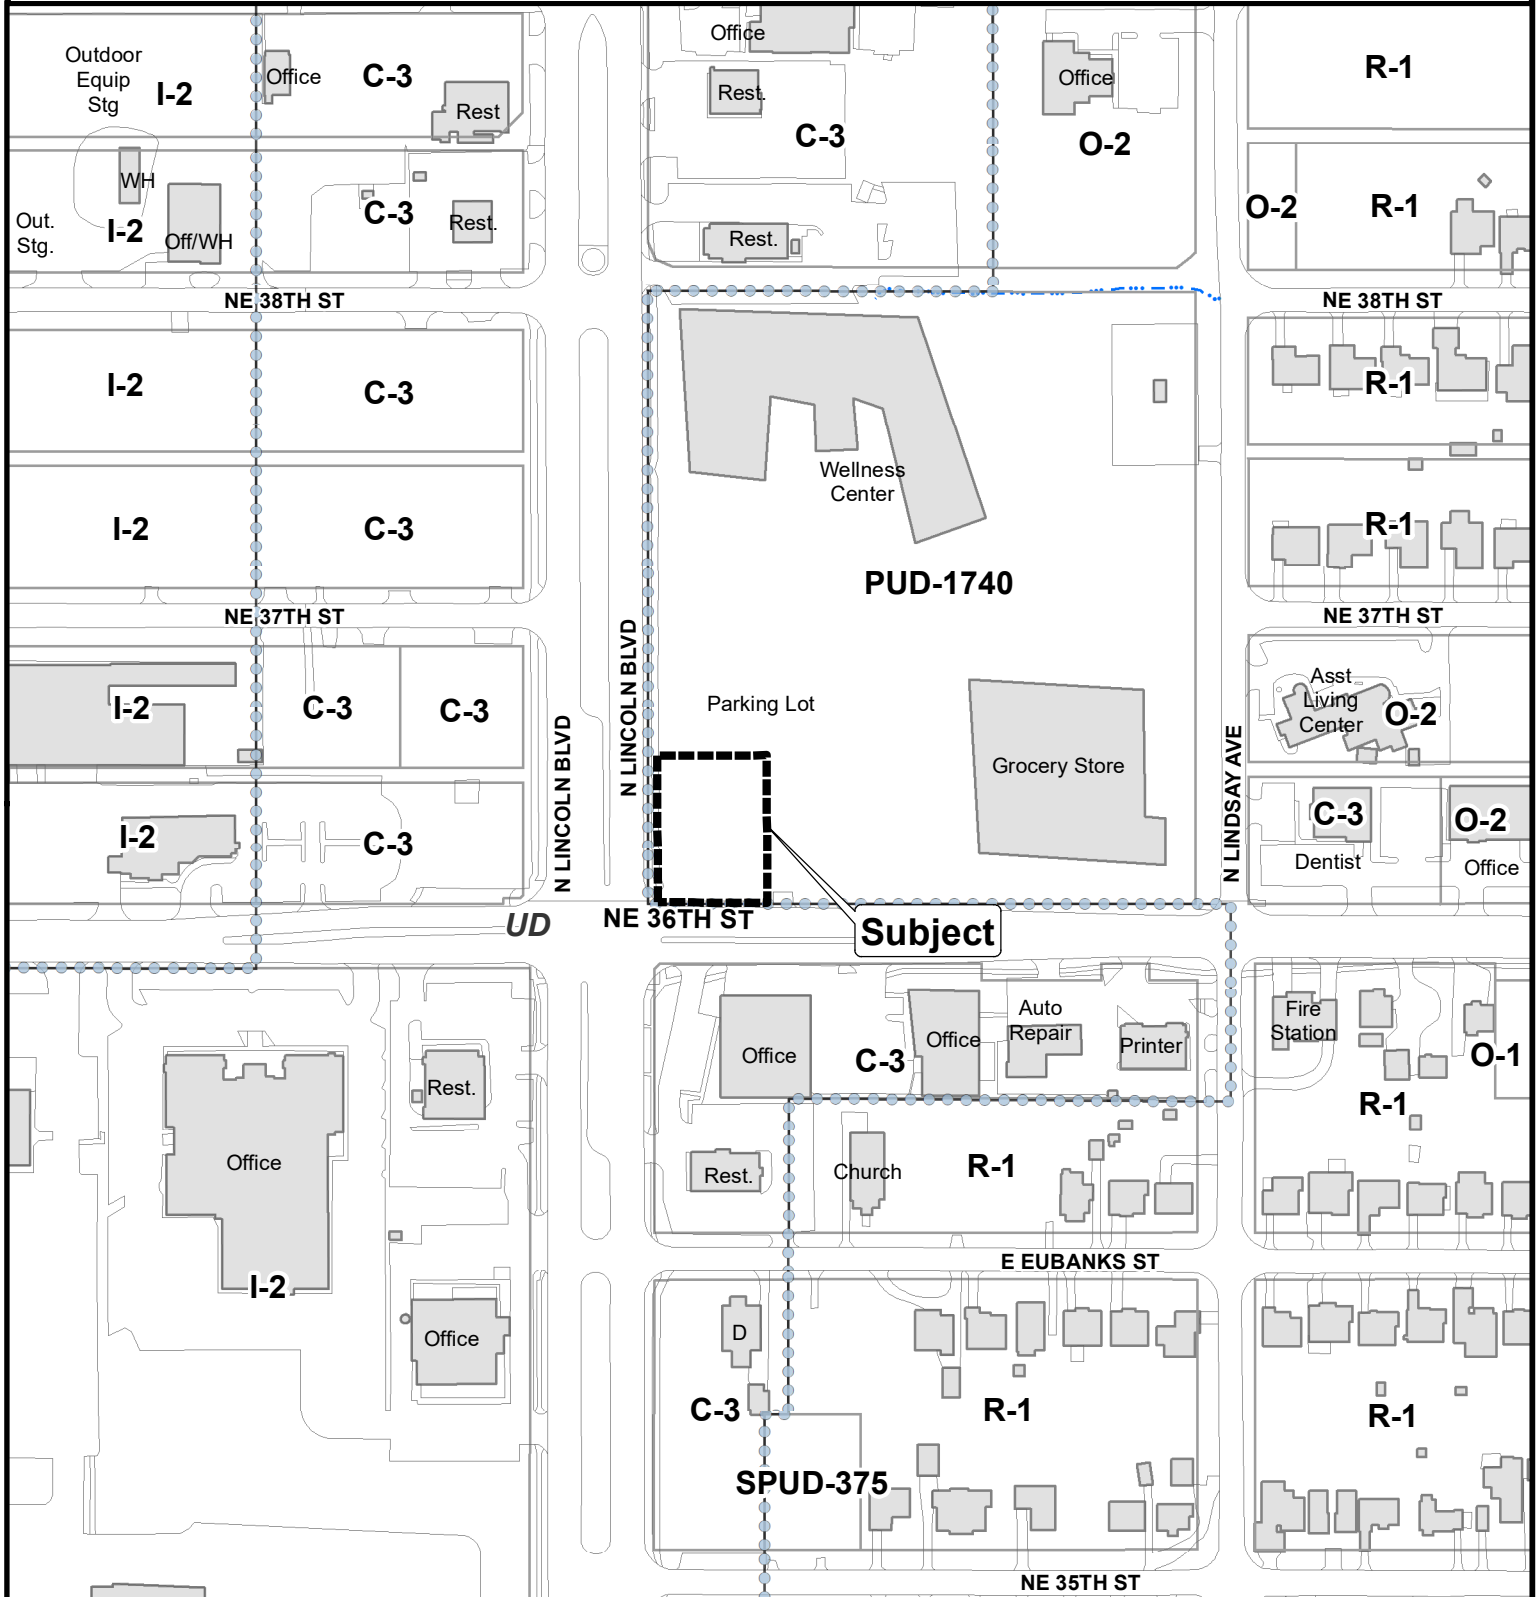 Office
Outdoor
Equip
Stg
I-2
Office
C-3
Rest
Rest.
C-3
Office
O-2
R-1
WH
Out.
Stg.
I-2
Off/WH
C-3
Rest.
Rest.
O-2
R-1
NE 38TH ST
NE 38TH ST
I-2
C-3
R-1
Wellness
Center
I-2
C-3
R-1
PUD-1740
NE 37TH ST
NE 37TH ST
N LINCOLN BLVD
N LINCOLN BLVD
I-2
C-3
C-3
Parking Lot
Grocery Store
N LINDSAY AVE
Asst
Living
Center
O-2
I-2
C-3
C-3
O-2
Dentist
Office
UD
NE 36TH ST
Subject
Office
C-3
Office
Auto
Repair
Printer
Fire
Station
O-1
Rest.
R-1
Office
Rest.
Church
R-1
E EUBANKS ST
I-2
Office
D
C-3
R-1
R-1
SPUD-375
NE 35TH ST